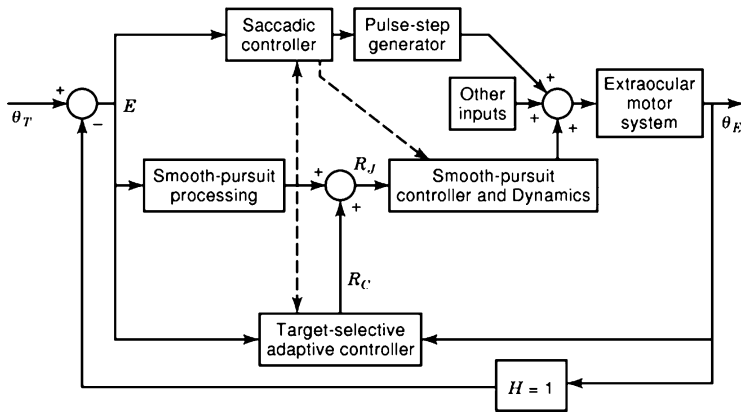 Saccadic
controller
Pulse-step
generator
+
θ_T
−
E
Other
inputs
+
+
+
Extraocular
motor
system
θ_E
Smooth-pursuit
processing
+
+
R_J
Smooth-pursuit
controller and Dynamics
R_C
Target-selective
adaptive controller
H = 1